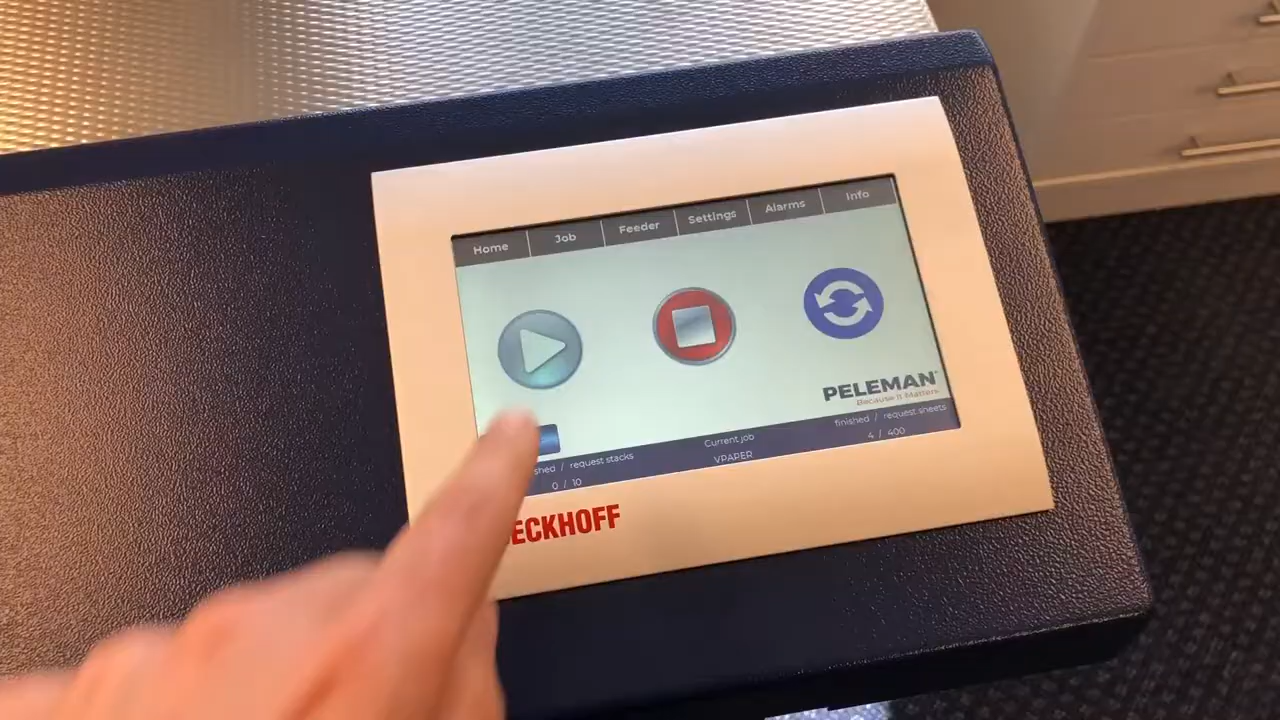 Home Job Feeder Settings Alarms Info
PELEMAN
Because it Matters
/ request stacks Current job finished / request sheets
0 / 10 VPAPER 4 / 400